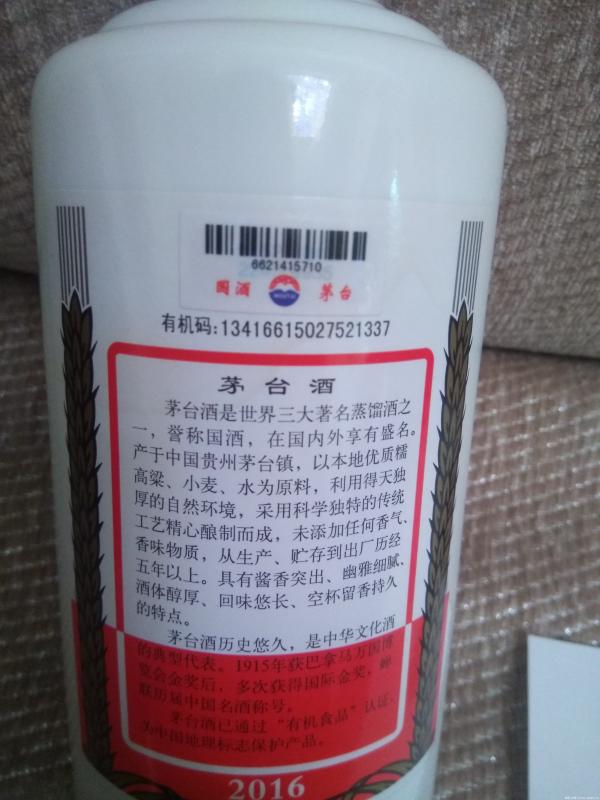 6621415710
国酒 MOUTAI 茅台
有机码:13416615027521337
茅台酒
茅台酒是世界三大著名蒸馏酒之
一，誉称国酒，在国内外享有盛名。
产于中国贵州茅台镇，以本地优质糯
高粱、小麦、水为原料，利用得天独
厚的自然环境，采用科学独特的传统
工艺精心酿制而成，未添加任何香气、
香味物质，从生产、贮存到出厂历经
五年以上。具有酱香突出、幽雅细腻、
酒体醇厚、回味悠长、空杯留香持久
的特点。
茅台酒历史悠久，是中华文化酒
的典型代表。1915年获巴拿马万国博
览会金奖后，多次获得国际金奖，蝉
联历届中国名酒称号。
茅台酒已通过“有机食品”认证，
为中国地理标志保护产品。
2016